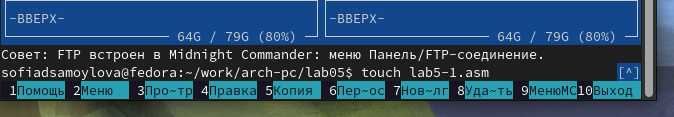 -ВВЕРХ- -ВВЕРХ-
64G / 79G (80%) 64G / 79G (80%)
Совет: FTP встроен в Midnight Commander: меню Панель/FTP-соединение.
sofiadsamoylova@fedora:~/work/arch-pc/lab05$ touch lab5-1.asm [^]
1Помощь 2Меню 3Про~тр 4Правка 5Копия 6Пер~ос 7Нов~лг 8Уда~ть 9МенюMC 10Выход